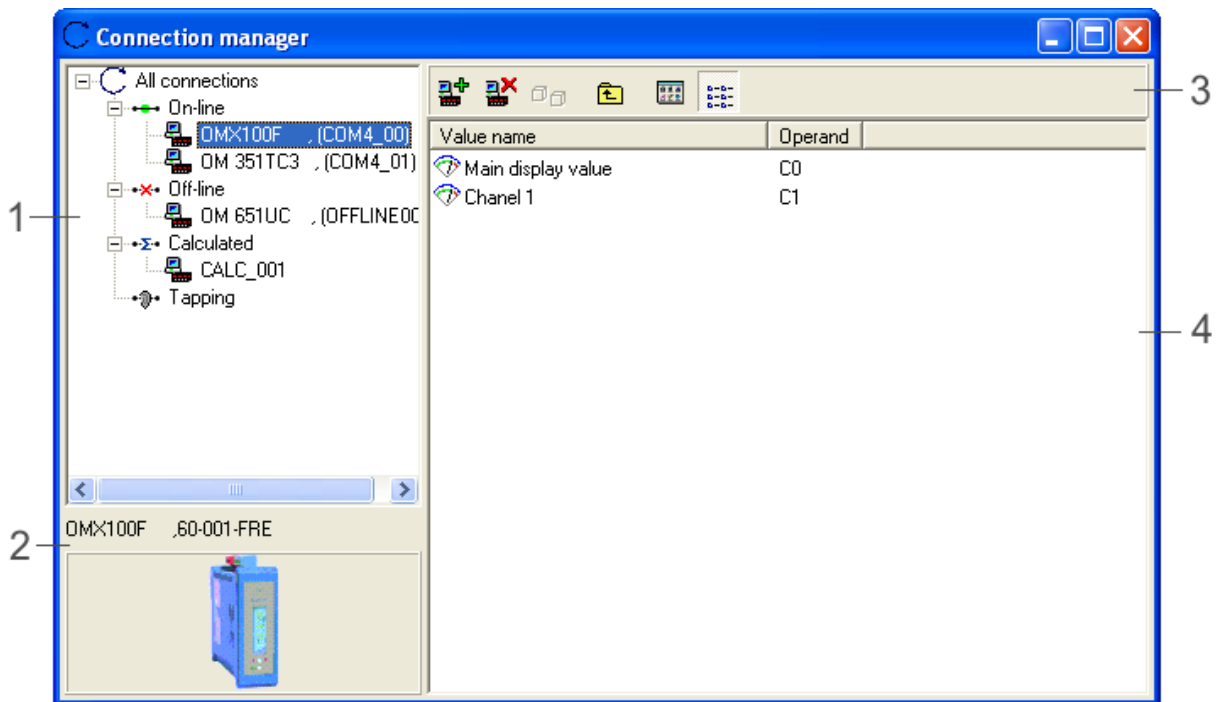 Connection manager
All connections
On-line
OMX100F , (COM4_00)
OM 351TC3 , (COM4_01)
Off-line
OM 651UC , (OFFLINE00
Calculated
CALC_001
Tapping
1
OMX100F ,60-001-FRE
2
3
Value name Operand
Main display value C0
Chanel 1 C1
4